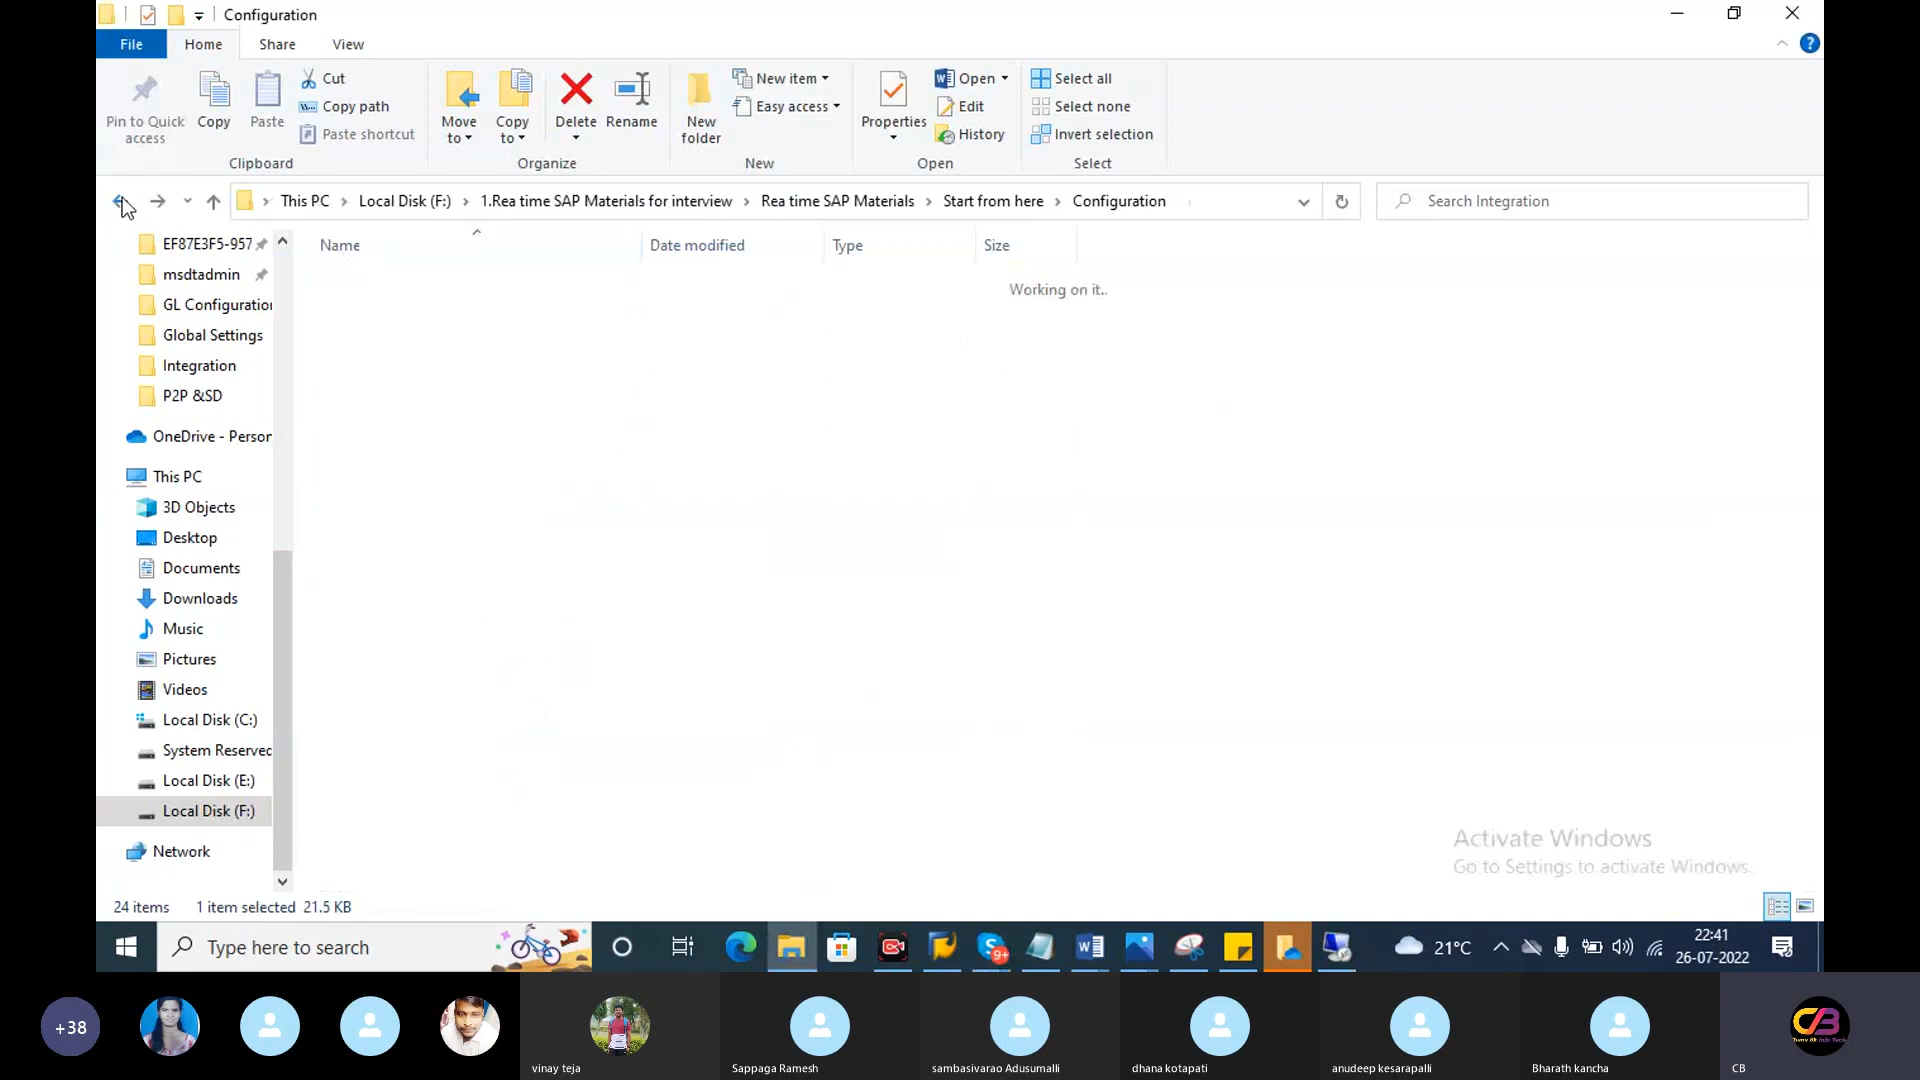 Configuration
File Home Share View
Pin to Quick access
Copy
Paste
Cut
Copy path
Paste shortcut
Clipboard
Move to
Copy to
Delete
Rename
Organize
New folder
New item
Easy access
New
Properties
Open
Edit
History
Open
Select all
Select none
Invert selection
Select
This PC > Local Disk (F:) > 1.Rea time SAP Materials for interview > Rea time SAP Materials > Start from here > Configuration
Search Integration
Name Date modified Type Size
Working on it..
EF87E3F5-957
msdtadmin
GL Configuration
Global Settings
Integration
P2P &SD
OneDrive - Person
This PC
3D Objects
Desktop
Documents
Downloads
Music
Pictures
Videos
Local Disk (C:)
System Reserved
Local Disk (E:)
Local Disk (F:)
Network
Activate Windows
Go to Settings to activate Windows.
24 items 1 item selected 21.5 KB
Type here to search
9+
21°C
22:41
26-07-2022
+38
vinay teja
Sappaga Ramesh
sambasivarao Adusumalli
dhana kotapati
anudeep kesarapalli
Bharath kancha
CB